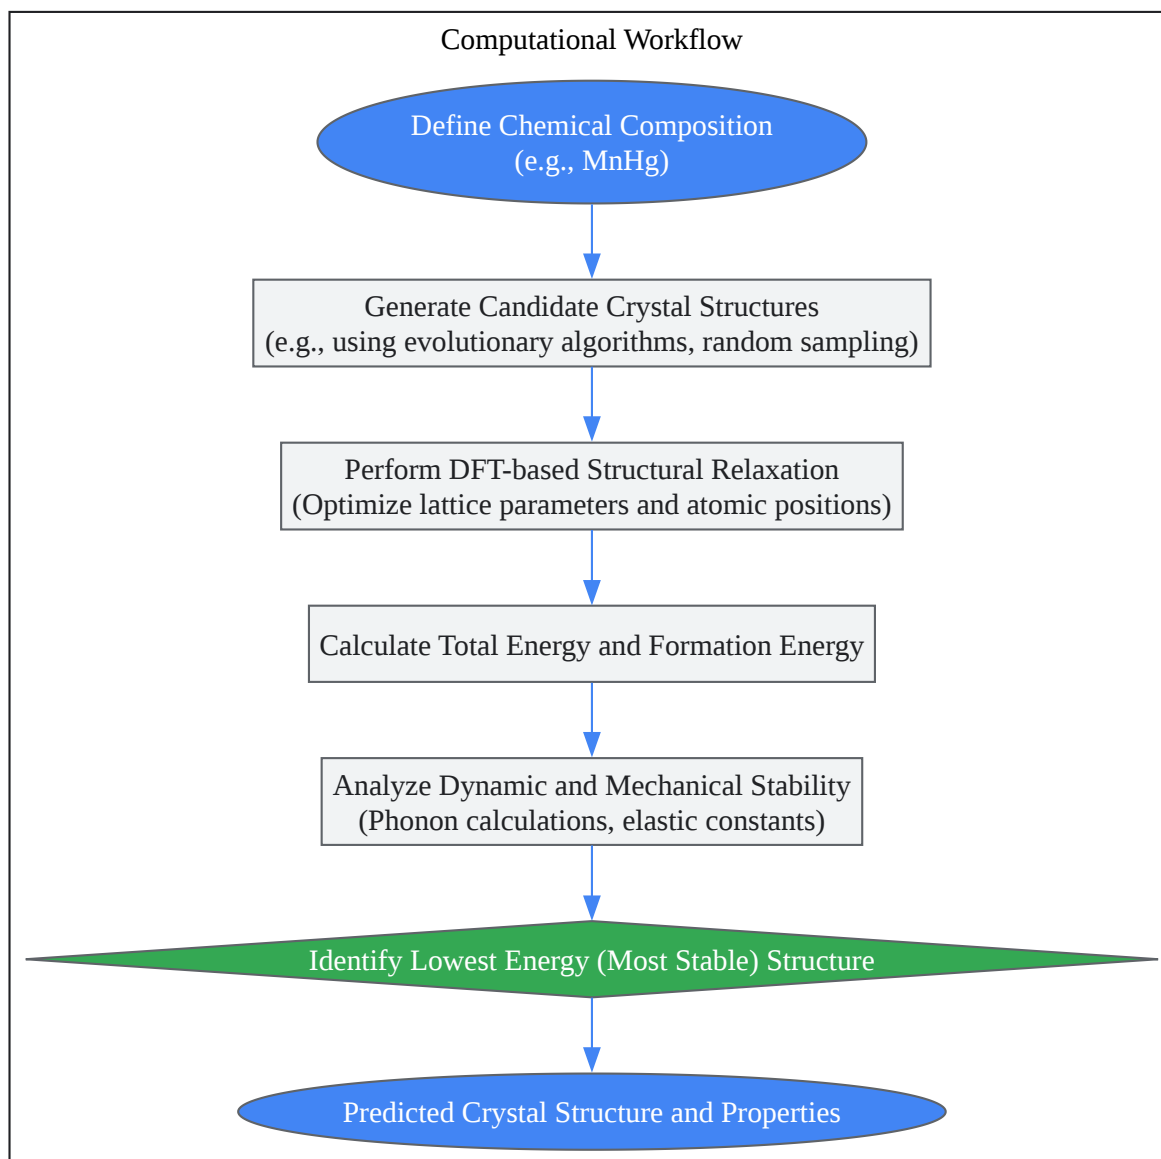 Computational Workflow
Define Chemical Composition
(e.g., MnHg)
Generate Candidate Crystal Structures
(e.g., using evolutionary algorithms, random sampling)
Perform DFT-based Structural Relaxation
(Optimize lattice parameters and atomic positions)
Calculate Total Energy and Formation Energy
Analyze Dynamic and Mechanical Stability
(Phonon calculations, elastic constants)
Identify Lowest Energy (Most Stable) Structure
Predicted Crystal Structure and Properties